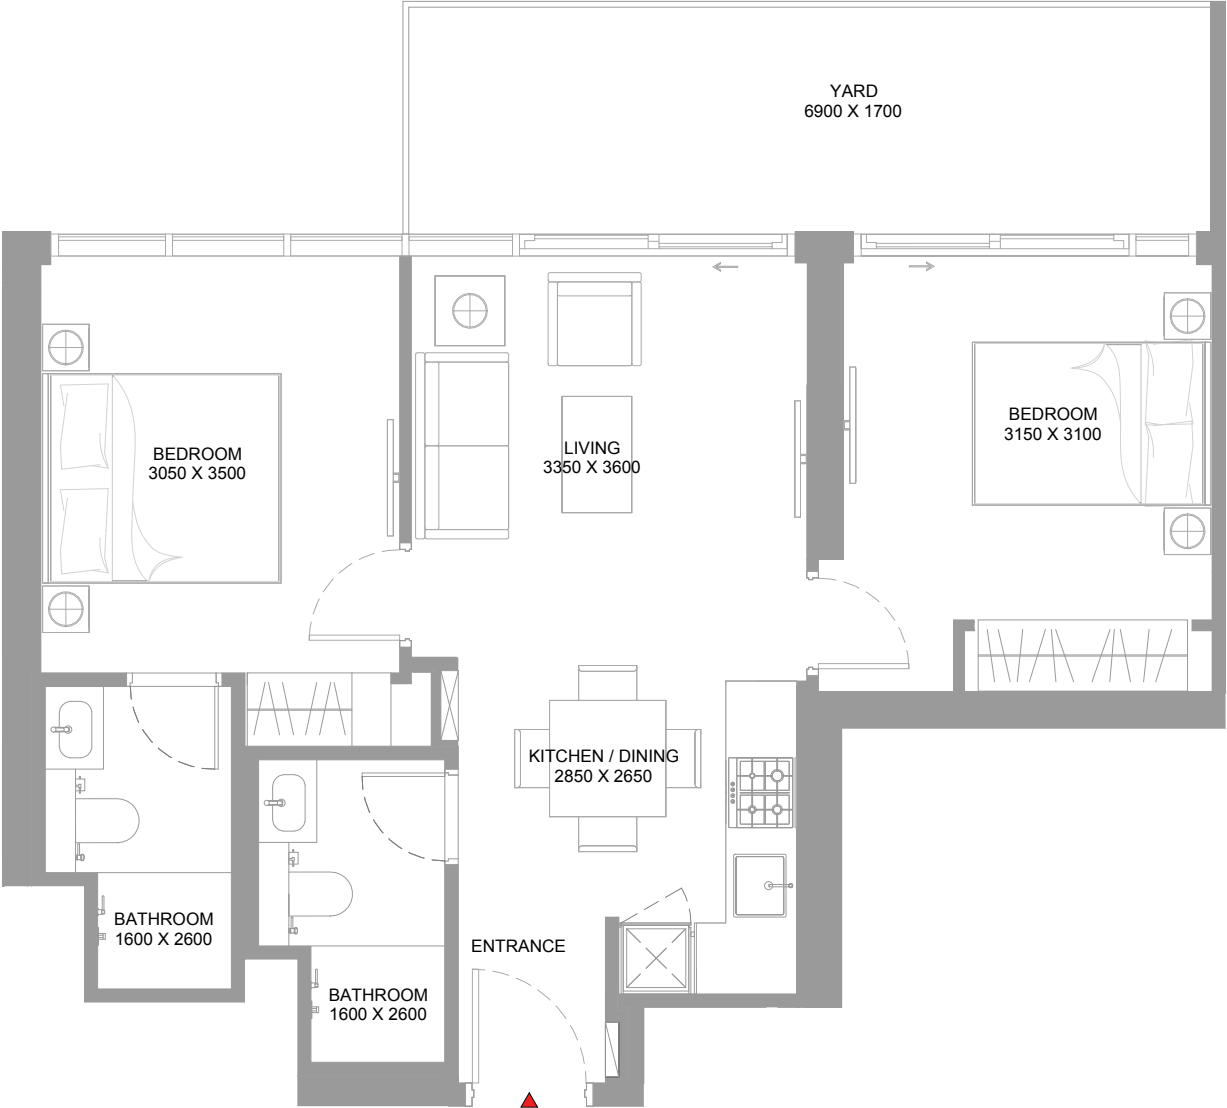 YARD
6900 X 1700
BEDROOM
3050 X 3500
LIVING
3350 X 3600
BEDROOM
3150 X 3100
KITCHEN / DINING
2850 X 2650
BATHROOM
1600 X 2600
ENTRANCE
BATHROOM
1600 X 2600